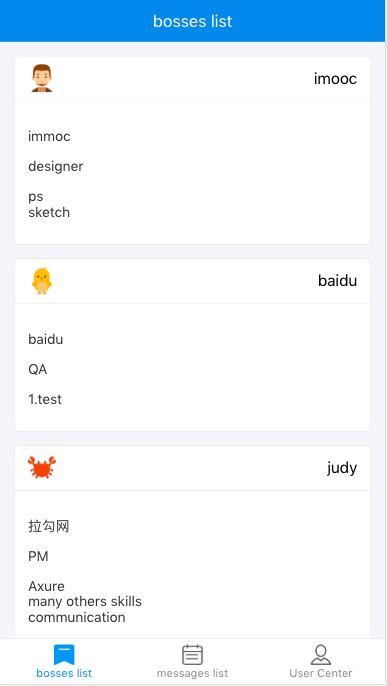 bosses list
imooc
immoc
designer
ps
sketch
baidu
baidu
QA
1.test
judy
拉勾网
PM
Axure
many others skills
communication
bosses list
messages list
User Center